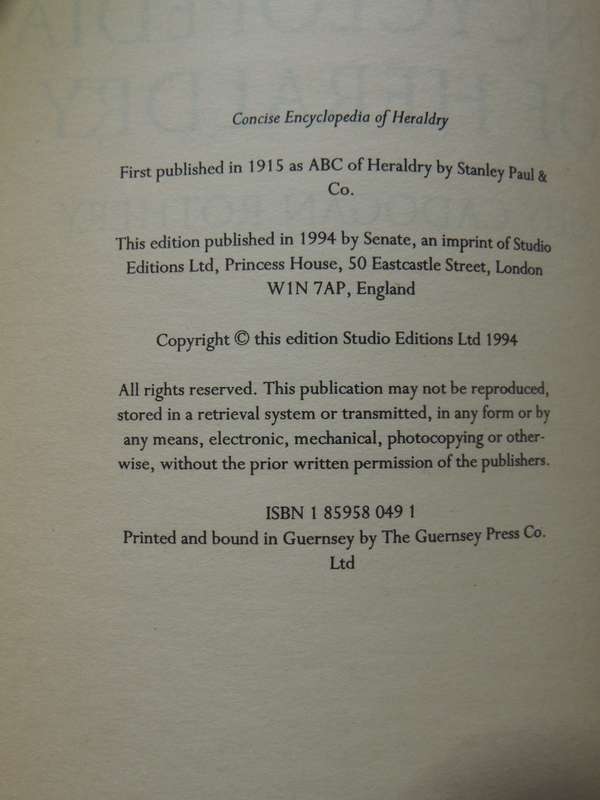 Concise Encyclopedia of Heraldry
First published in 1915 as ABC of Heraldry by Stanley Paul &
Co.
This edition published in 1994 by Senate, an imprint of Studio
Editions Ltd, Princess House, 50 Eastcastle Street, London
W1N 7AP, England
Copyright © this edition Studio Editions Ltd 1994
All rights reserved. This publication may not be reproduced,
stored in a retrieval system or transmitted, in any form or by
any means, electronic, mechanical, photocopying or other-
wise, without the prior written permission of the publishers.
ISBN 1 85958 049 1
Printed and bound in Guernsey by The Guernsey Press Co.
Ltd